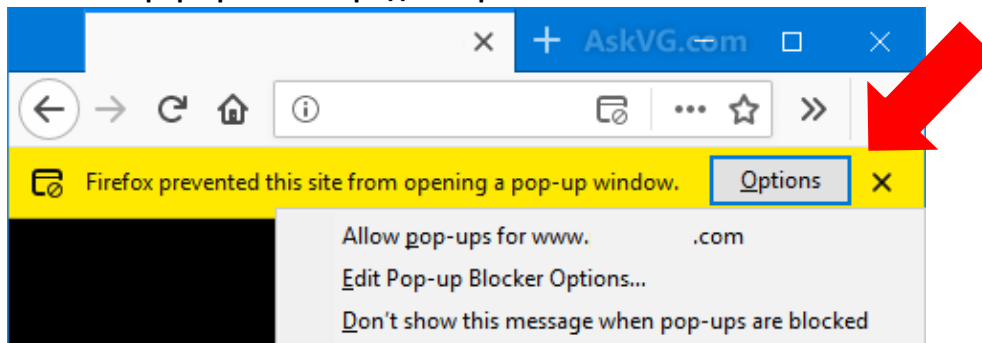 AskVG.com
Firefox prevented this site from opening a pop-up window. Options
Allow pop-ups for www. .com
Edit Pop-up Blocker Options...
Don't show this message when pop-ups are blocked